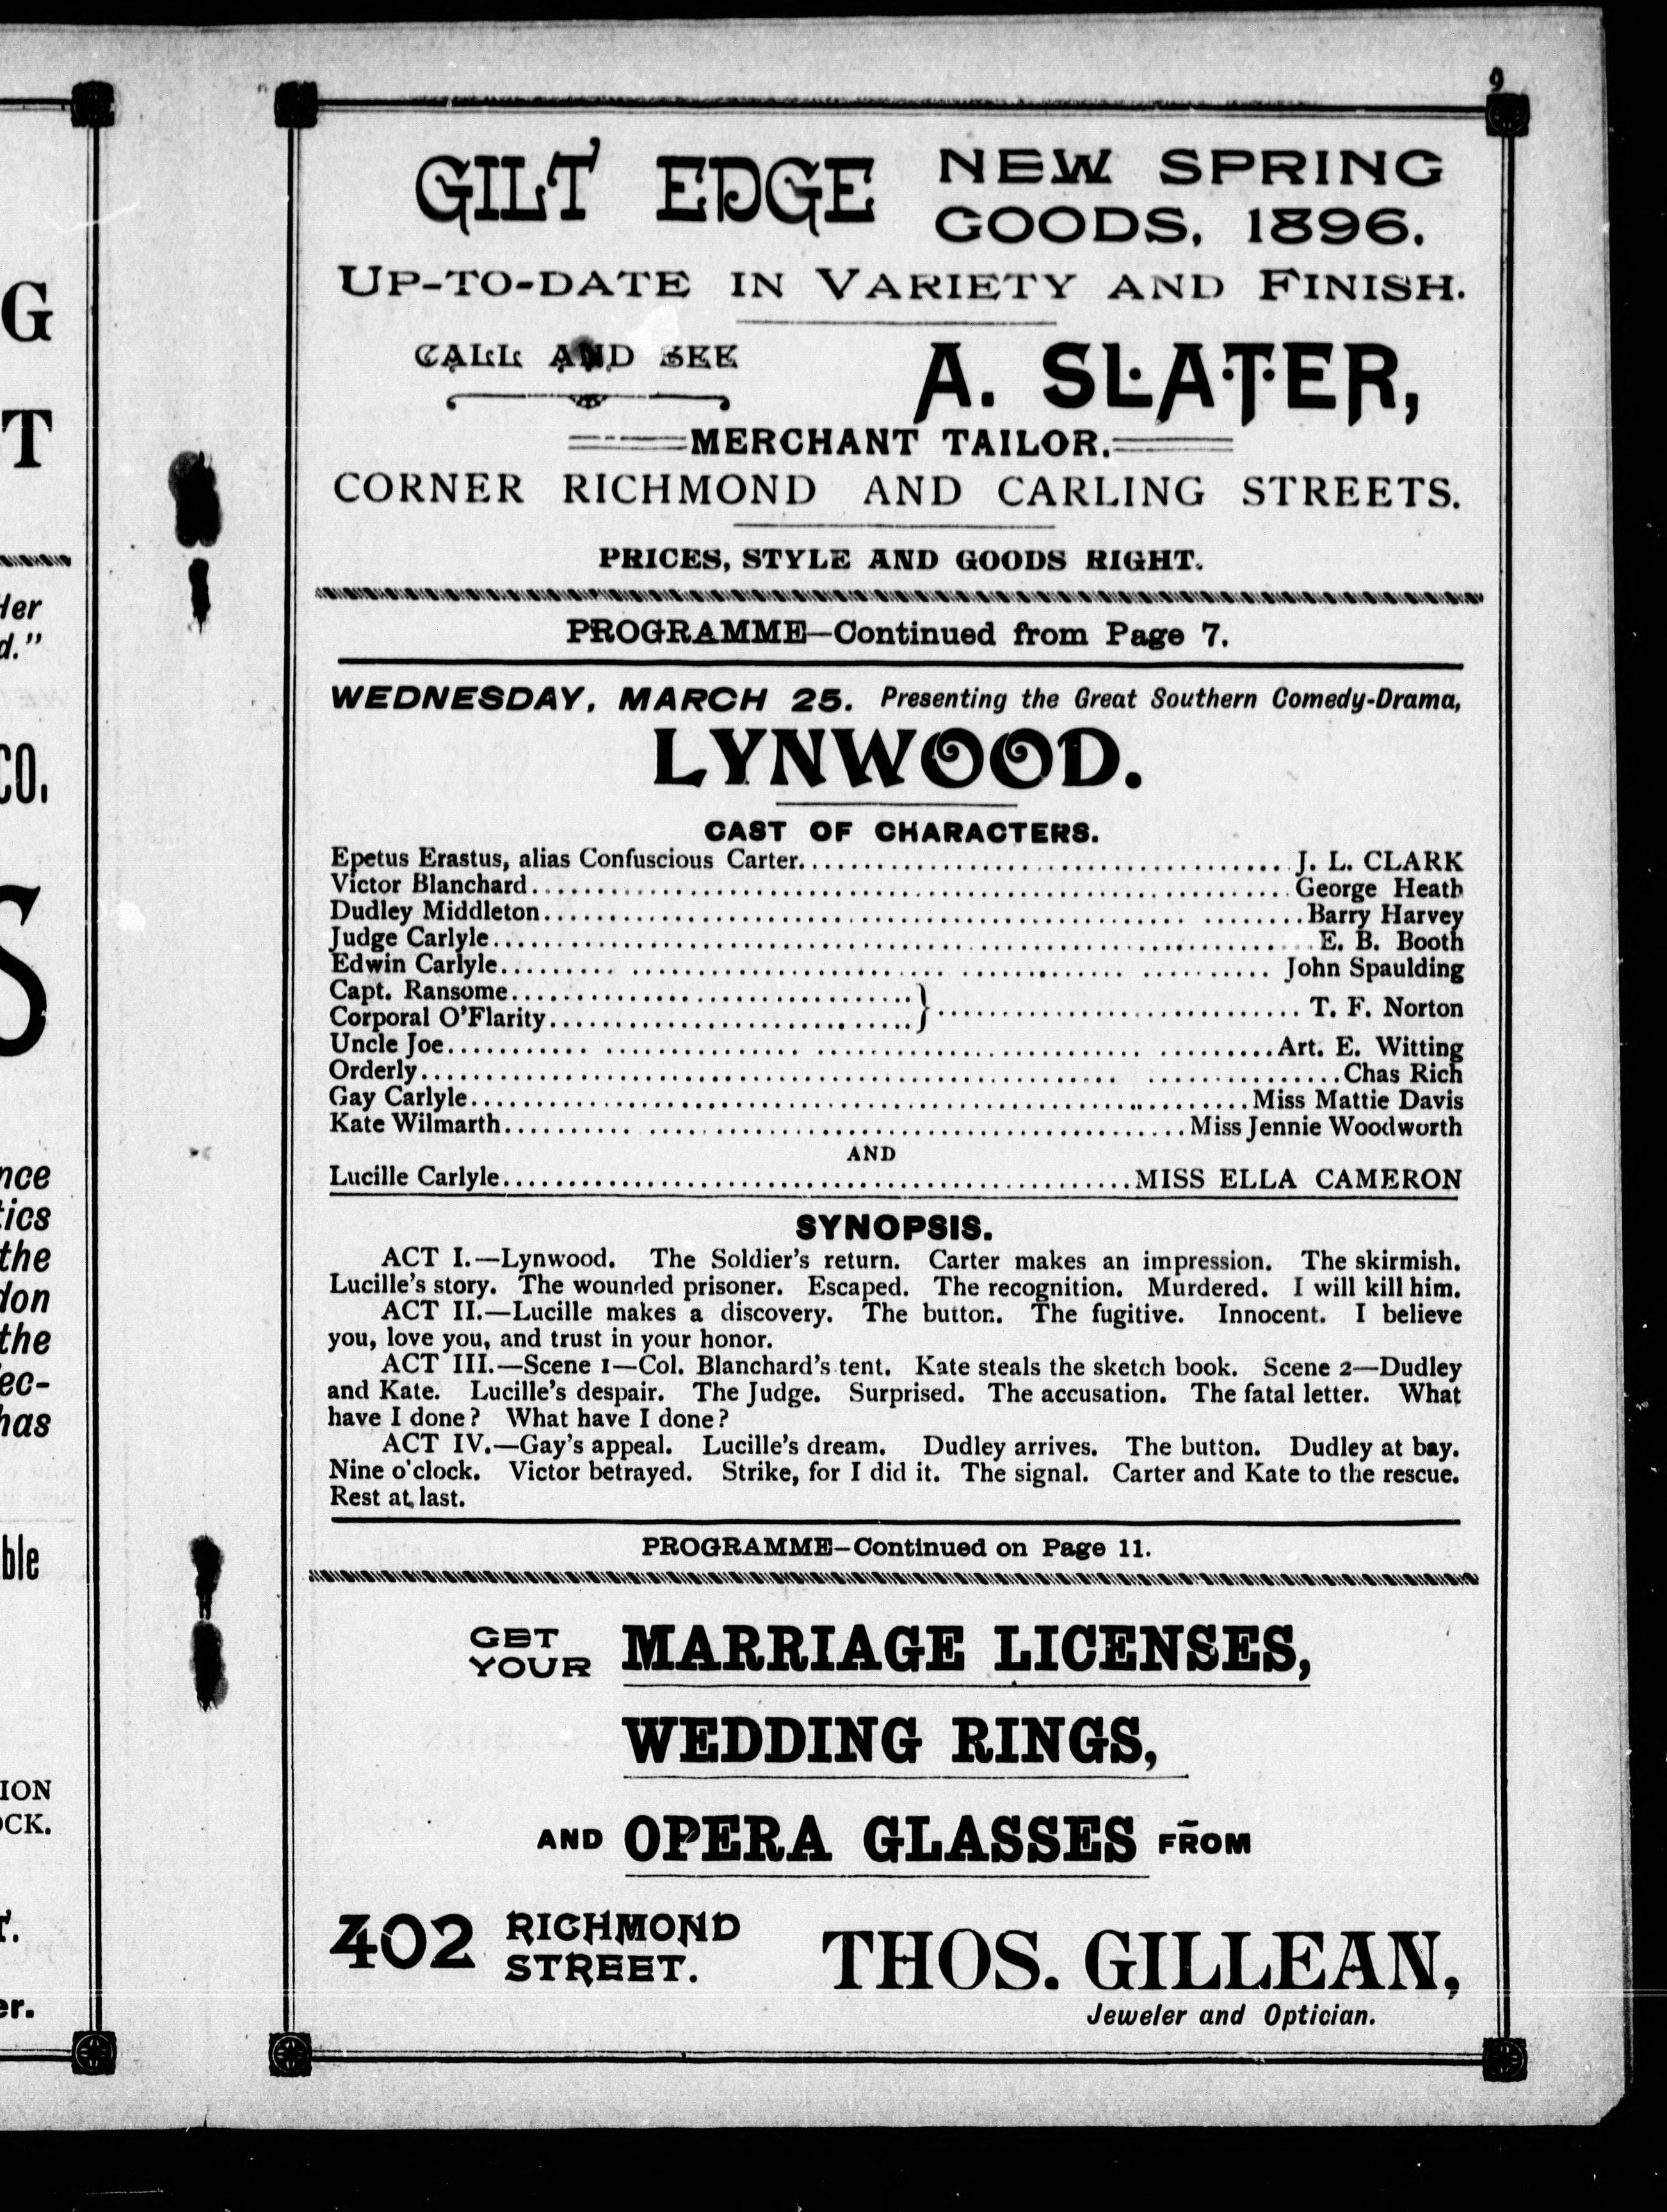 9
GILT EDGE NEW SPRING
GOODS, 1896.
UP-TO-DATE IN VARIETY AND FINISH.
CALL AND SEE A. SLATER,
MERCHANT TAILOR.
CORNER RICHMOND AND CARLING STREETS.
PRICES, STYLE AND GOODS RIGHT.
PROGRAMME—Continued from Page 7.
WEDNESDAY, MARCH 25. Presenting the Great Southern Comedy-Drama,
LYNWOOD.
CAST OF CHARACTERS.
Epetus Erastus, alias Confuscious Carter........J. L. CLARK
Victor Blanchard........George Heath
Dudley Middleton........Barry Harvey
Judge Carlyle........E. B. Booth
Edwin Carlyle........John Spaulding
Capt. Ransome........
Corporal O'Flarity........} ........T. F. Norton
Uncle Joe........Art. E. Witting
Orderly........Chas Rich
Gay Carlyle........Miss Mattie Davis
Kate Wilmarth........Miss Jennie Woodworth
AND
Lucille Carlyle........MISS ELLA CAMERON
SYNOPSIS.
ACT I.—Lynwood. The Soldier's return. Carter makes an impression. The skirmish.
Lucille's story. The wounded prisoner. Escaped. The recognition. Murdered. I will kill him.
ACT II.—Lucille makes a discovery. The button. The fugitive. Innocent. I believe
you, love you, and trust in your honor.
ACT III.—Scene 1—Col. Blanchard's tent. Kate steals the sketch book. Scene 2—Dudley
and Kate. Lucille's despair. The Judge. Surprised. The accusation. The fatal letter. What
have I done? What have I done?
ACT IV.—Gay's appeal. Lucille's dream. Dudley arrives. The button. Dudley at bay.
Nine o'clock. Victor betrayed. Strike, for I did it. The signal. Carter and Kate to the rescue.
Rest at last.
PROGRAMME—Continued on Page 11.
GET
YOUR MARRIAGE LICENSES,
WEDDING RINGS,
AND OPERA GLASSES FROM
402 RICHMOND
STREET. THOS. GILLEAN,
Jeweler and Optician.